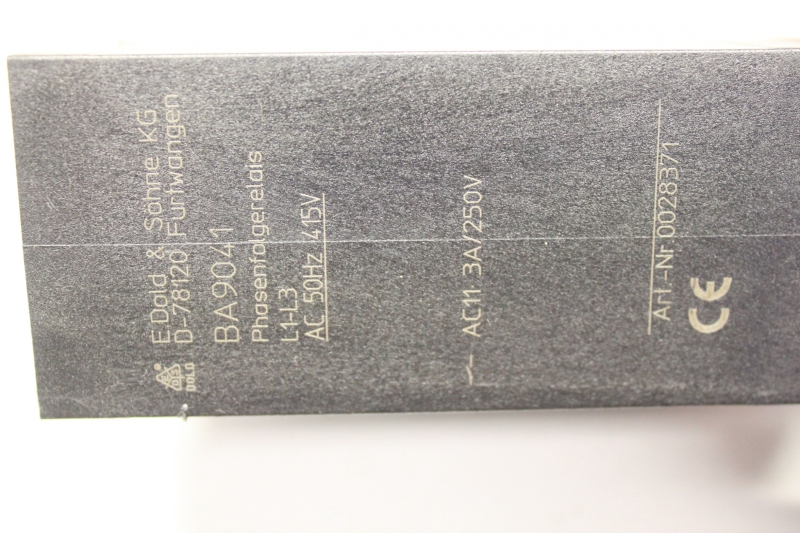 E.Dold & Söhne KG
D-78120 Furtwangen
DOLD
BA9041
Phasenfolgerelais
L1-L3
AC 50Hz 415V
AC11 3A/250V
Art.-Nr.0028371
CE